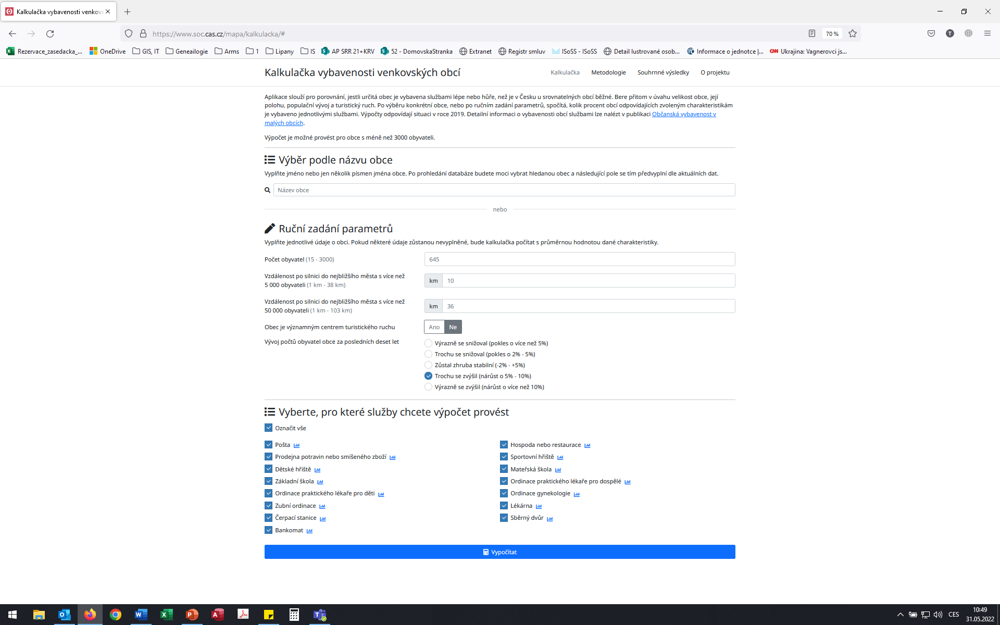 Kalkulačka vybavenosti venkovs
https://www.soc.cas.cz/mapa/kalkulacka/#
70 %
T
Rezervace_zasedacka_...
OneDrive
GIS, IT
Geneailogie
Arms
1
Lipany
IS
AP SRR 21+KRV
52 - DomovskaStranka
Extranet
Registr smluv
ISoSS - ISoSS
Detail lustrované osob...
Informace o jednotce |...
CNN Ukrajina: Vagnerovci js...
Kalkulačka vybavenosti venkovských obcí
Kalkulačka
Metodologie
Souhrnné výsledky
O projektu
Aplikace slouží pro porovnání, jestli určitá obec je vybavena službami lépe nebo hůře, než je v Česku u srovnatelných obcí běžné. Bere přitom v úvahu velikost obce, její
polohu, populační vývoj a turistický ruch. Po výběru konkrétní obce, nebo po ručním zadání parametrů, spočítá, kolik procent obcí odpovídajících zvoleným charakteristikám
je vybaveno jednotlivými službami. Výpočty odpovídají situaci v roce 2019. Detailní informaci o vybavenosti obcí službami lze nalézt v publikaci Občanská vybavenost v
malých obcích.
Výpočet je možné provést pro obce s méně než 3000 obyvateli.
Výběr podle názvu obce
Vyplňte jméno nebo jen několik písmen jména obce. Po prohledání databáze budete moci vybrat hledanou obec a následující pole se tím předvyplní dle aktuálních dat.
Název obce
nebo
Ruční zadání parametrů
Vyplňte jednotlivé údaje o obci. Pokud některé údaje zůstanou nevyplněné, bude kalkulačka počítat s průměrnou hodnotou dané charakteristiky.
Počet obyvatel (15 - 3000)
645
Vzdálenost po silnici do nejbližšího města s více než
5 000 obyvateli (1 km - 38 km)
km 10
Vzdálenost po silnici do nejbližšího města s více než
50 000 obyvateli (1 km - 103 km)
km 36
Obec je významným centrem turistického ruchu
Ano Ne
Vývoj počtů obyvatel obce za posledních deset let
Výrazně se snižoval (pokles o více než 5%)
Trochu se snižoval (pokles o 2% - 5%)
Zůstal zhruba stabilní (-2% - +5%)
Trochu se zvýšil (nárůst o 5% - 10%)
Výrazně se zvýšil (nárůst o více než 10%)
Vyberte, pro které služby chcete výpočet provést
Označit vše
Pošta
Prodejna potravin nebo smíšeného zboží
Dětské hřiště
Základní škola
Ordinace praktického lékaře pro děti
Zubní ordinace
Čerpací stanice
Bankomat
Hospoda nebo restaurace
Sportovní hřiště
Mateřská škola
Ordinace praktického lékaře pro dospělé
Ordinace gynekologie
Lékárna
Sběrný dvůr
Vypočítat
CES
10:49
31.05.2022